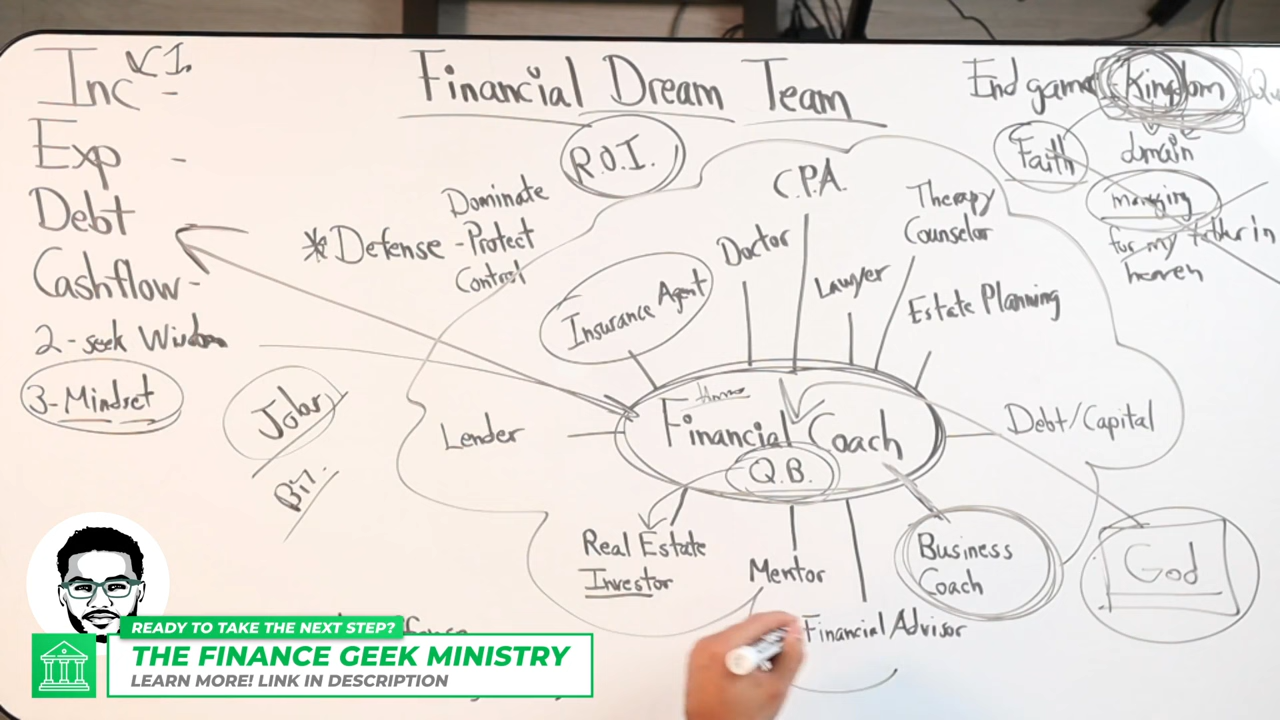 Inc
Exp -
Debt
Cashflow -
2 - seek Wisdom
3 - Mindset
Jobs
Biz.
Financial Dream Team
R.O.I.
Dominate
* Defense - Protect
Control
C.P.A.
Doctor
Lawyer
Therapy
Counselor
Insurance Agent
Estate Planning
Lender
Financial Coach
Q.B.
Debt/Capital
Real Estate
Investor
Mentor
Financial Advisor
Business
Coach
God
End game Kingdom
Faith
domain
managing
for my father in
heaven
READY TO TAKE THE NEXT STEP?
THE FINANCE GEEK MINISTRY
LEARN MORE! LINK IN DESCRIPTION